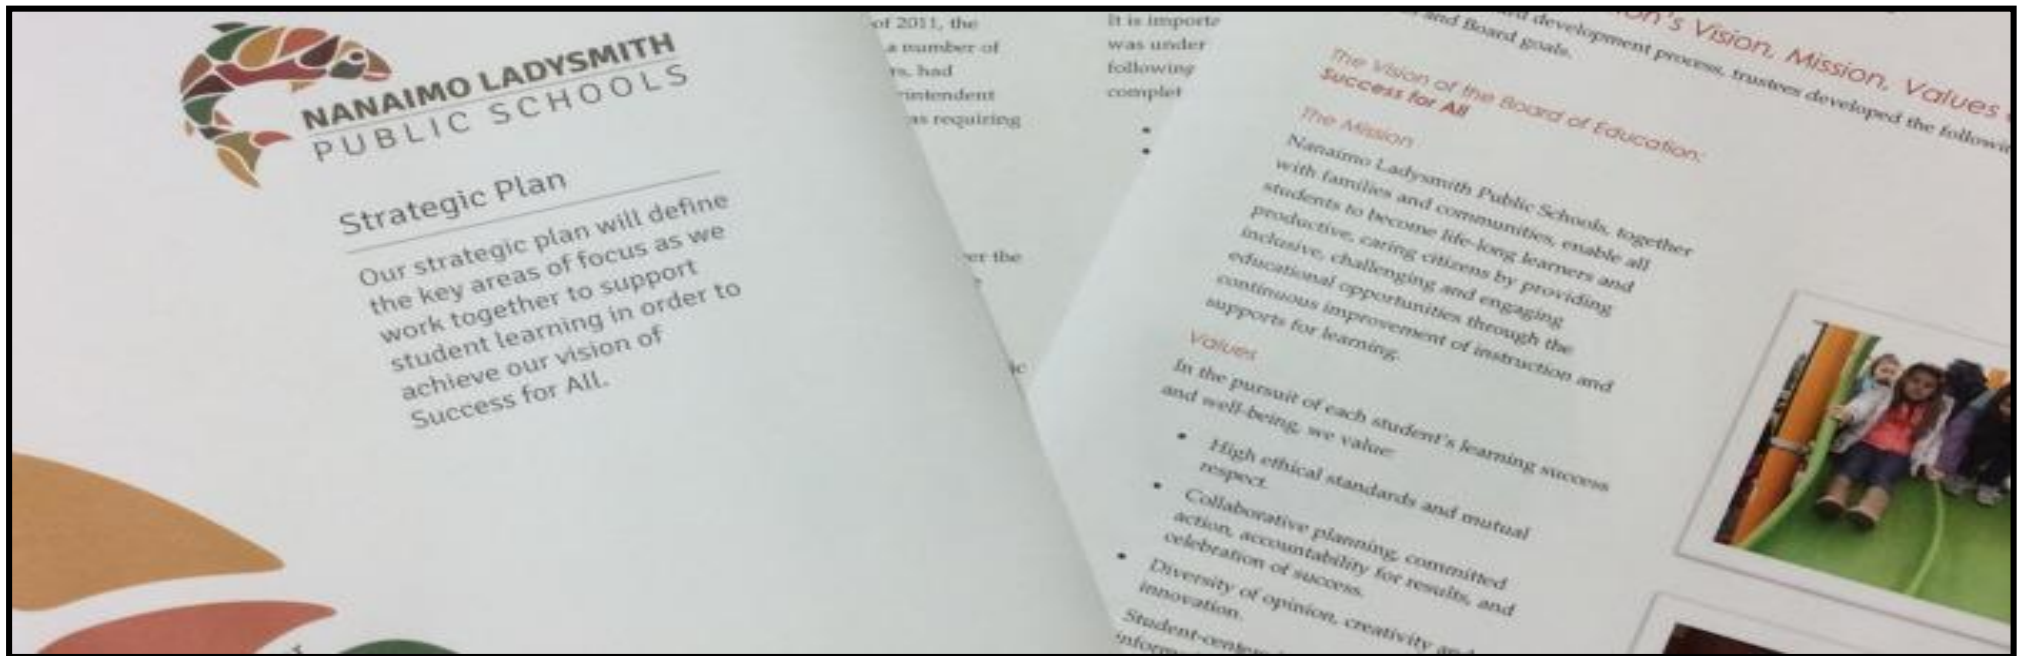 NANAIMO LADYSMITH
PUBLIC SCHOOLS
Strategic Plan
Our strategic plan will define
the key areas of focus as we
work together to support
student learning in order to
achieve our vision of
Success for All.
of 2011, the
a number of
had
as requiring
It is
was under
following
the
Vision, Mission, Values
development process, trustees developed the
and Board goals.
The Vision of the Board of Education:
Success for All
The Mission
Nanaimo Ladysmith Public Schools, together
with families and communities, enable all
students to become life-long learners and
productive, caring citizens by providing
inclusive, challenging and engaging
educational opportunities through the
continuous improvement of instruction and
supports for learning.
Values
In the pursuit of each student's learning success
and well-being, we value:
• High ethical standards and mutual
respect.
• Collaborative planning, committed
action, accountability for results, and
celebration of success.
• Diversity of opinion, creativity and
innovation.